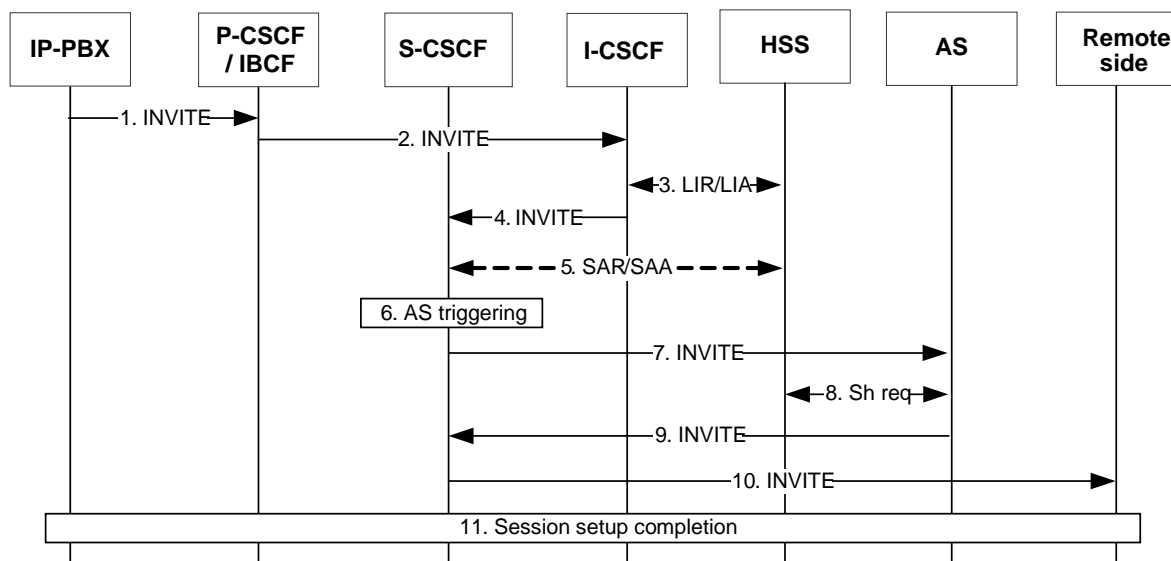 IP-PBX
P-CSCF
/ IBCF
S-CSCF
I-CSCF
HSS
AS
Remote
side
1. INVITE
2. INVITE
3. LIR/LIA
4. INVITE
5. SAR/SAA
6. AS triggering
7. INVITE
8. Sh req
9. INVITE
10. INVITE
11. Session setup completion